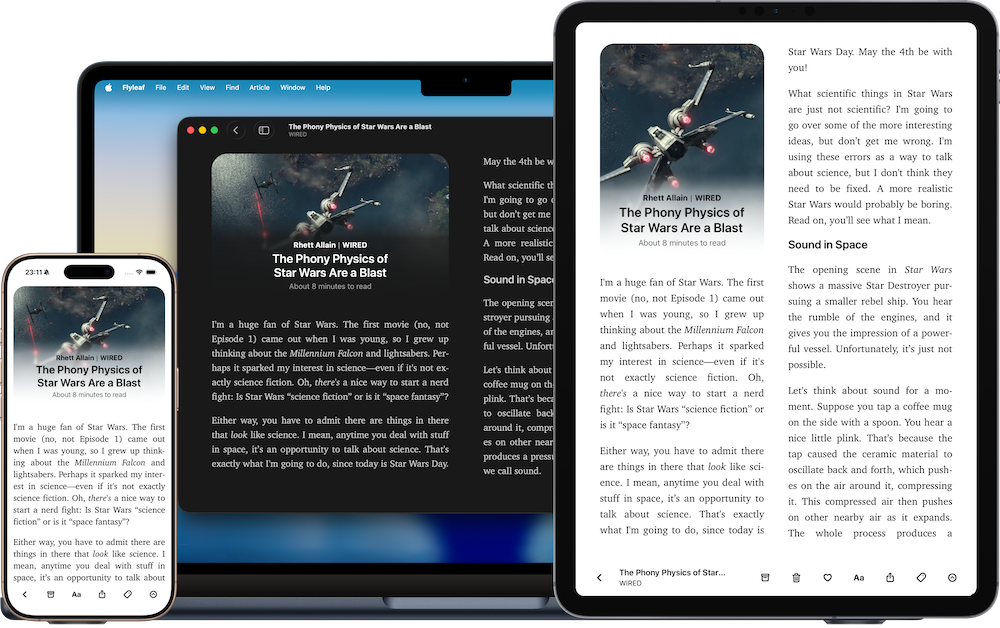 Flyleaf File Edit View Find Article Window Help
The Phony Physics of Star Wars Are a Blast
WIRED
Rhett Allain | WIRED
The Phony Physics of
Star Wars Are a Blast
About 8 minutes to read
I'm a huge fan of Star Wars. The first movie (no, not
Episode 1) came out when I was young, so I grew up
thinking about the Millennium Falcon and lightsabers. Per-
haps it sparked my interest in science—even if it's not ex-
actly science fiction. Oh, there's a nice way to start a nerd
fight: Is Star Wars “science fiction” or is it “space fantasy”?
Either way, you have to admit there are things in there
that look like science. I mean, anytime you deal with stuff
in space, it's an opportunity to talk about science. That's
exactly what I'm going to do, since today is Star Wars Day.
May the 4th be w
What scientific th
I'm going to go o
but don't get me
talk about science
A more realistic
Read on, you'll se
Sound in Space
The opening scen
stroyer pursuing a
of the engines, an
ful vessel. Unfort
Let's think about
coffee mug on the
plink. That's beca
to oscillate back
around it, compr
es on other near
produces a press
we call sound.
23:11
Rhett Allain | WIRED
The Phony Physics of
Star Wars Are a Blast
About 8 minutes to read
I'm a huge fan of Star Wars. The first
movie (no, not Episode 1) came out
when I was young, so I grew up think-
ing about the Millennium Falcon and
lightsabers. Perhaps it sparked my inter-
est in science—even if it's not exactly
science fiction. Oh, there's a nice way to
start a nerd fight: Is Star Wars “science
fiction” or is it “space fantasy”?
Either way, you have to admit there are
things in there that look like science. I
mean, anytime you deal with stuff in
space, it's an opportunity to talk about
Aa
Rhett Allain | WIRED
The Phony Physics of
Star Wars Are a Blast
About 8 minutes to read
I'm a huge fan of Star Wars. The first
movie (no, not Episode 1) came out
when I was young, so I grew up
thinking about the Millennium Falcon
and lightsabers. Perhaps it sparked
my interest in science—even if it's
not exactly science fiction. Oh,
there's a nice way to start a nerd
fight: Is Star Wars “science fiction” or
is it “space fantasy”?
Either way, you have to admit there
are things in there that look like sci-
ence. I mean, anytime you deal with
stuff in space, it's an opportunity to
talk about science. That's exactly
what I'm going to do, since today is
Star Wars Day. May the 4th be with
you!
What scientific things in Star Wars
are just not scientific? I'm going to
go over some of the more interesting
ideas, but don't get me wrong. I'm
using these errors as a way to talk
about science, but I don't think they
need to be fixed. A more realistic
Star Wars would probably be boring.
Read on, you'll see what I mean.
Sound in Space
The opening scene in Star Wars
shows a massive Star Destroyer pur-
suing a smaller rebel ship. You hear
the rumble of the engines, and it
gives you the impression of a power-
ful vessel. Unfortunately, it's just not
possible.
Let's think about sound for a mo-
ment. Suppose you tap a coffee mug
on the side with a spoon. You hear a
nice little plink. That's because the
tap caused the ceramic material to
oscillate back and forth, which push-
es on the air around it, compressing
it. This compressed air then pushes
on other nearby air as it expands.
The whole process produces a
The Phony Physics of Star...
WIRED
Aa